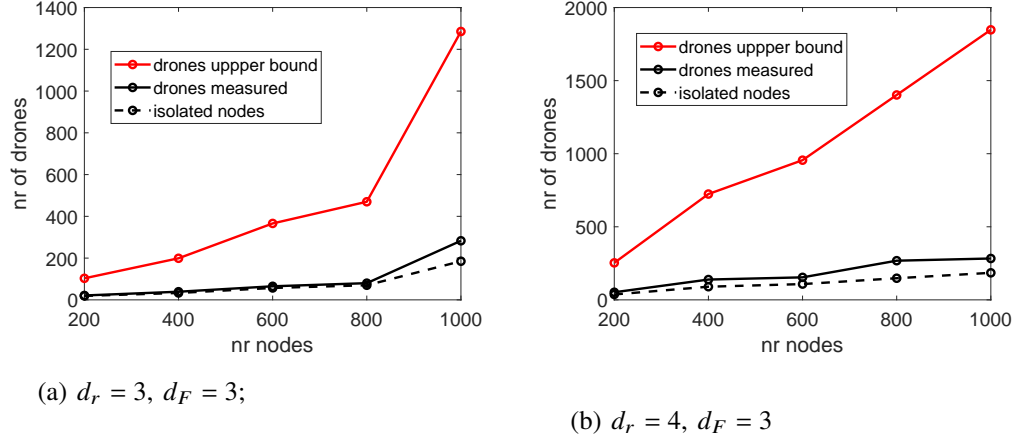 1400
1200
1000
800
600
400
200
0
nr of drones
drones uppper bound
drones measured
isolated nodes
200 400 600 800 1000
nr nodes
(a) d_r = 3, d_F = 3;
2000
1500
1000
500
0
nr of drones
drones uppper bound
drones measured
isolated nodes
200 400 600 800 1000
nr nodes
(b) d_r = 4, d_F = 3